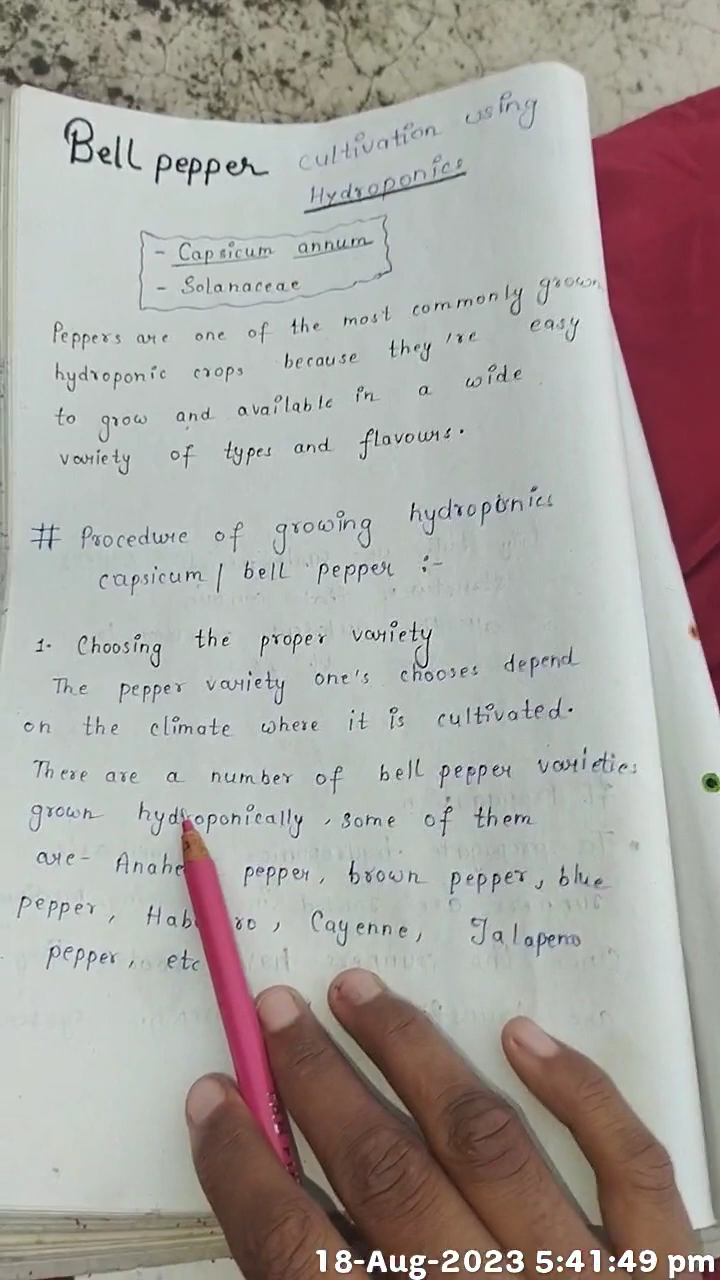 Bell pepper cultivation using
Hydroponics
- Capsicum annum
- Solanaceae
Peppers are one of the most commonly grown
hydroponic crops because they're easy
to grow and available in a wide
variety of types and flavours.
# Procedure of growing hydroponics
capsicum / bell pepper :-
1. Choosing the proper variety
The pepper variety one's chooses depend
on the climate where it is cultivated.
There are a number of bell pepper varieties
grown hydroponically, some of them
are- Anahe pepper, brown pepper, blue
pepper, Hab ro, Cayenne, Jalapeno
pepper, etc
18-Aug-2023 5:41:49 pm